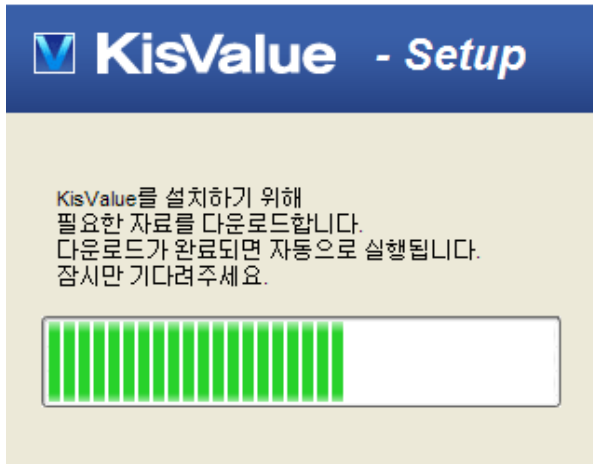 KisValue - Setup
KisValue를 설치하기 위해
필요한 자료를 다운로드합니다.
다운로드가 완료되면 자동으로 실행됩니다.
잠시만 기다려주세요.